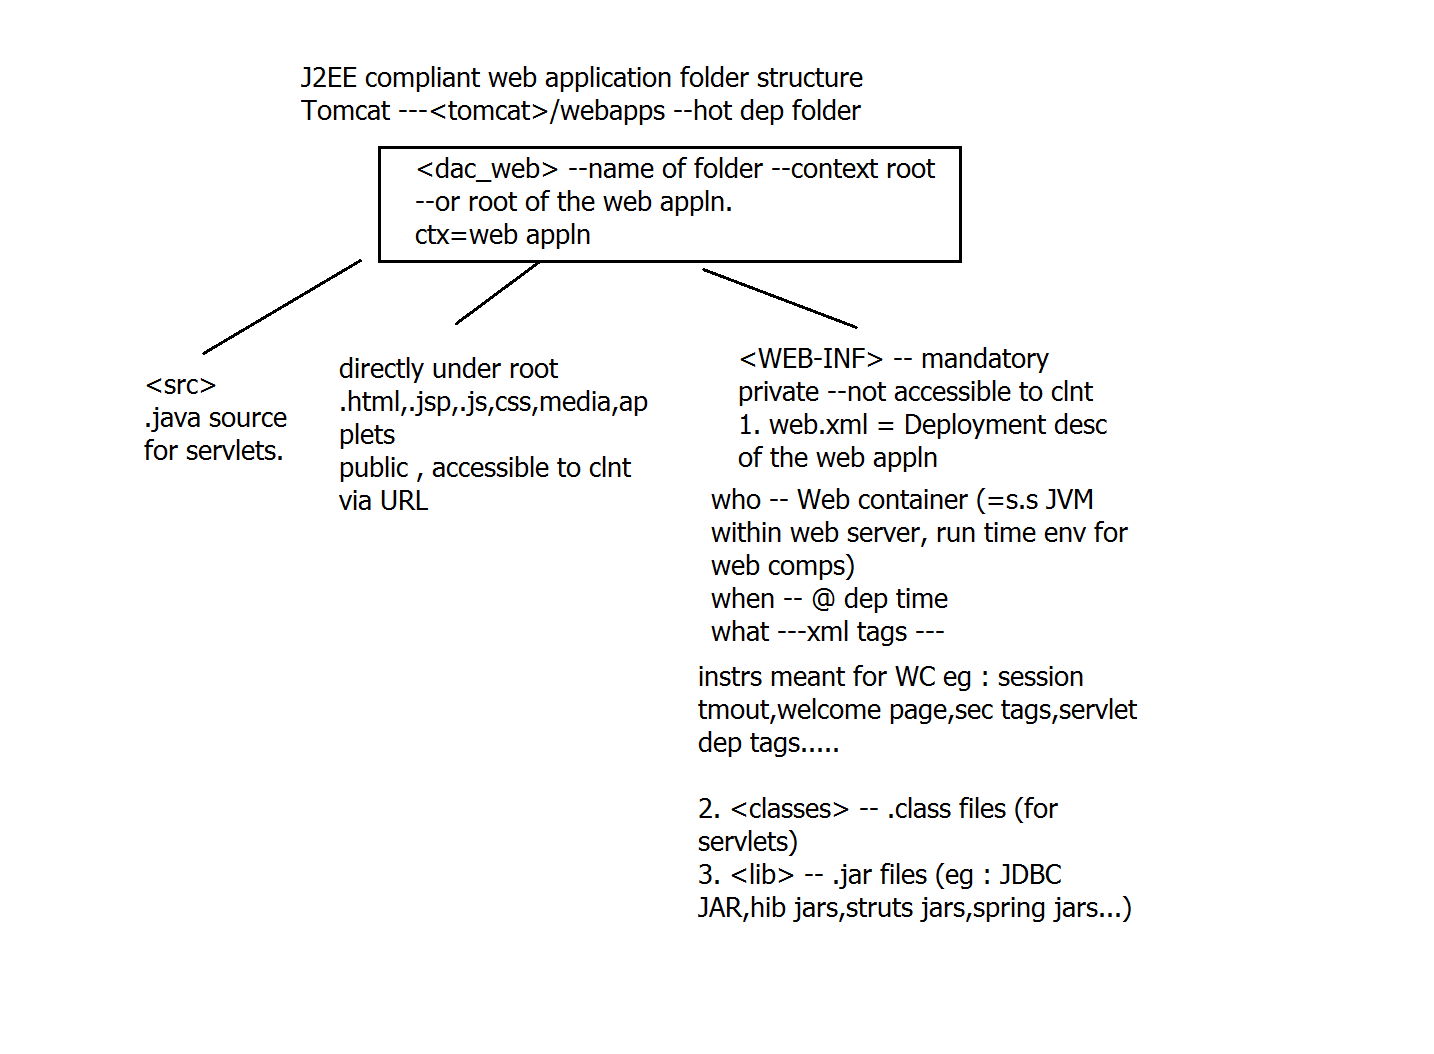 J2EE compliant web application folder structure
Tomcat ---<tomcat>/webapps --hot dep folder
<dac_web> --name of folder --context root
--or root of the web appln.
ctx=web appln
<src>
.java source
for servlets.
directly under root
.html,.jsp,.js,css,media,ap
plets
public , accessible to clnt
via URL
<WEB-INF> -- mandatory
private --not accessible to clnt
1. web.xml = Deployment desc
of the web appln
who -- Web container (=s.s JVM
within web server, run time env for
web comps)
when -- @ dep time
what ---xml tags ---
instrs meant for WC eg : session
tmout,welcome page,sec tags,servlet
dep tags.....
2. <classes> -- .class files (for
servlets)
3. <lib> -- .jar files (eg : JDBC
JAR,hib jars,struts jars,spring jars...)